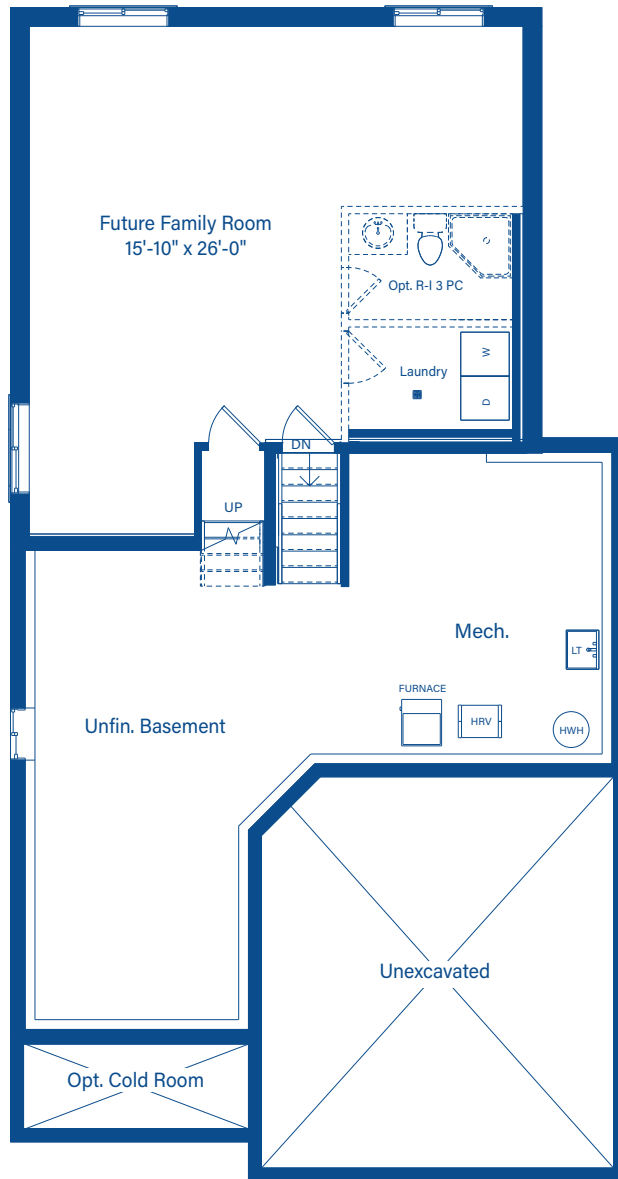 Future Family Room
15'-10" x 26'-0"
Opt. R-I 3 PC
W
Laundry
D
DN
UP
Mech.
LT
FURNACE
HRV
HWH
Unfin. Basement
Unexcavated
Opt. Cold Room